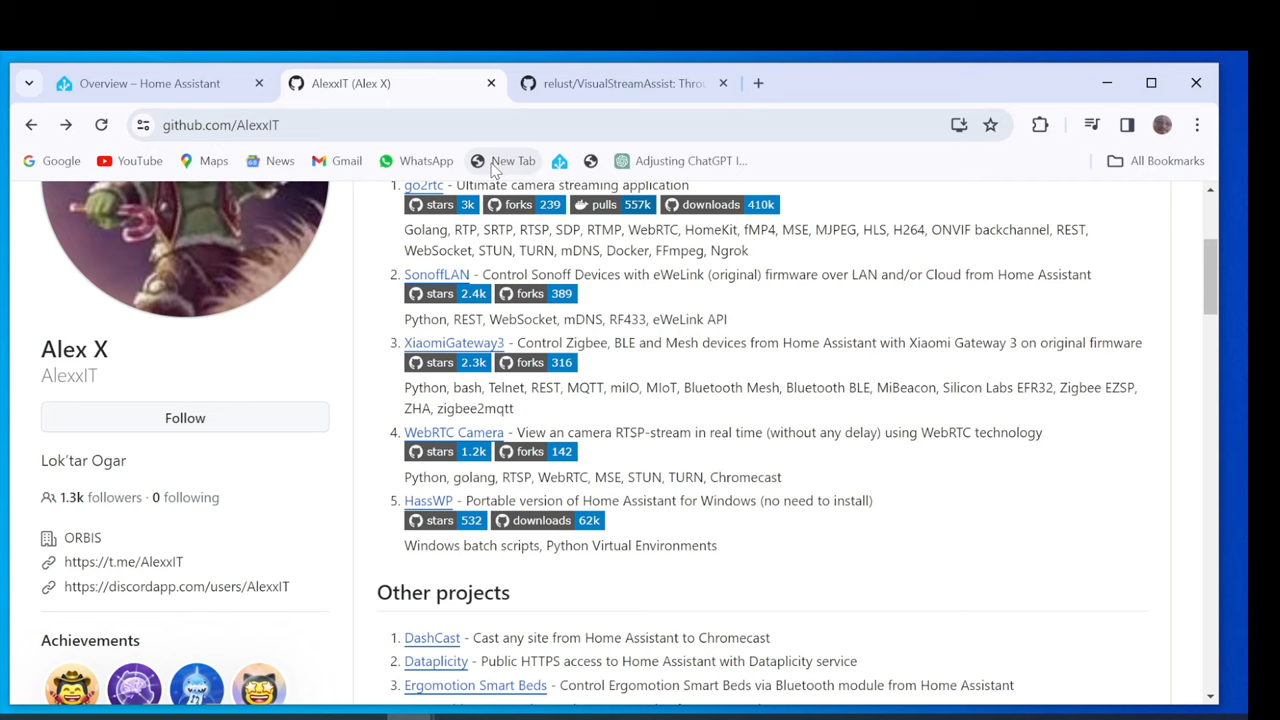 Overview – Home Assistant
AlexxIT (Alex X)
relust/VisualStreamAssist: Thro
github.com/AlexxIT
Google
YouTube
Maps
News
Gmail
WhatsApp
New Tab
Adjusting ChatGPT I...
All Bookmarks
Alex X
AlexxIT
Follow
Lok'tar Ogar
1.3k followers · 0 following
ORBIS
https://t.me/AlexxIT
https://discordapp.com/users/AlexxIT
Achievements
1. go2rtc - Ultimate camera streaming application
stars 3k forks 239 pulls 557k downloads 410k
Golang, RTP, SRTP, RTSP, SDP, RTMP, WebRTC, HomeKit, fMP4, MSE, MJPEG, HLS, H264, ONVIF backchannel, REST,
WebSocket, STUN, TURN, mDNS, Docker, FFmpeg, Ngrok
2. SonoffLAN - Control Sonoff Devices with eWeLink (original) firmware over LAN and/or Cloud from Home Assistant
stars 2.4k forks 389
Python, REST, WebSocket, mDNS, RF433, eWeLink API
3. XiaomiGateway3 - Control Zigbee, BLE and Mesh devices from Home Assistant with Xiaomi Gateway 3 on original firmware
stars 2.3k forks 316
Python, bash, Telnet, REST, MQTT, miIO, MIoT, Bluetooth Mesh, Bluetooth BLE, MiBeacon, Silicon Labs EFR32, Zigbee EZSP,
ZHA, zigbee2mqtt
4. WebRTC Camera - View an camera RTSP-stream in real time (without any delay) using WebRTC technology
stars 1.2k forks 142
Python, golang, RTSP, WebRTC, MSE, STUN, TURN, Chromecast
5. HassWP - Portable version of Home Assistant for Windows (no need to install)
stars 532 downloads 62k
Windows batch scripts, Python Virtual Environments
Other projects
1. DashCast - Cast any site from Home Assistant to Chromecast
2. Dataplicity - Public HTTPS access to Home Assistant with Dataplicity service
3. Ergomotion Smart Beds - Control Ergomotion Smart Beds via Bluetooth module from Home Assistant